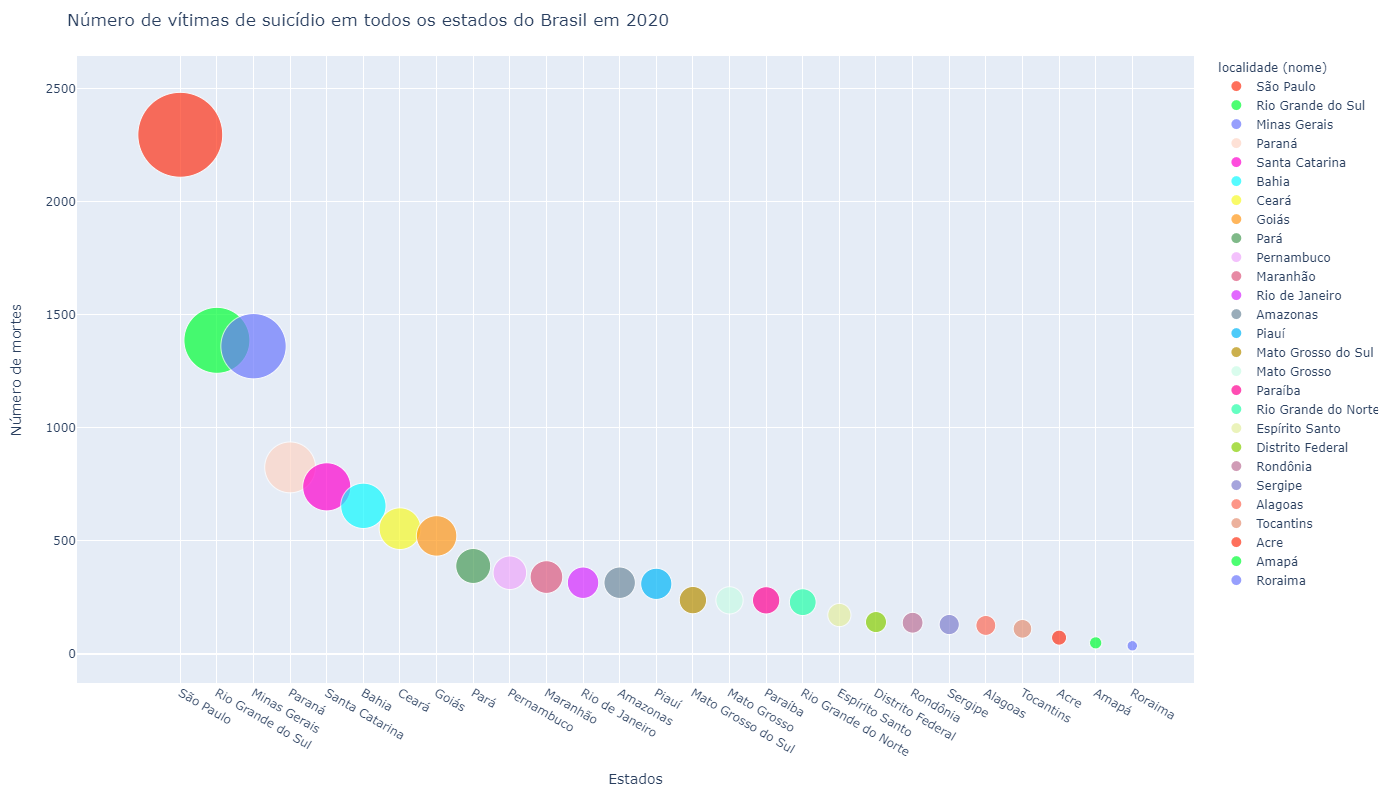 Número de vítimas de suicídio em todos os estados do Brasil em 2020
Número de mortes
2500
2000
1500
1000
500
0
São Paulo
Rio Grande do Sul
Minas Gerais
Paraná
Santa Catarina
Bahia
Ceará
Goiás
Pará
Pernambuco
Maranhão
Rio de Janeiro
Amazonas
Piauí
Mato Grosso do Sul
Mato Grosso
Paraíba
Rio Grande do Norte
Espírito Santo
Distrito Federal
Rondônia
Sergipe
Alagoas
Tocantins
Acre
Amapá
Roraima
Estados
localidade (nome)
São Paulo
Rio Grande do Sul
Minas Gerais
Paraná
Santa Catarina
Bahia
Ceará
Goiás
Pará
Pernambuco
Maranhão
Rio de Janeiro
Amazonas
Piauí
Mato Grosso do Sul
Mato Grosso
Paraíba
Rio Grande do Norte
Espírito Santo
Distrito Federal
Rondônia
Sergipe
Alagoas
Tocantins
Acre
Amapá
Roraima